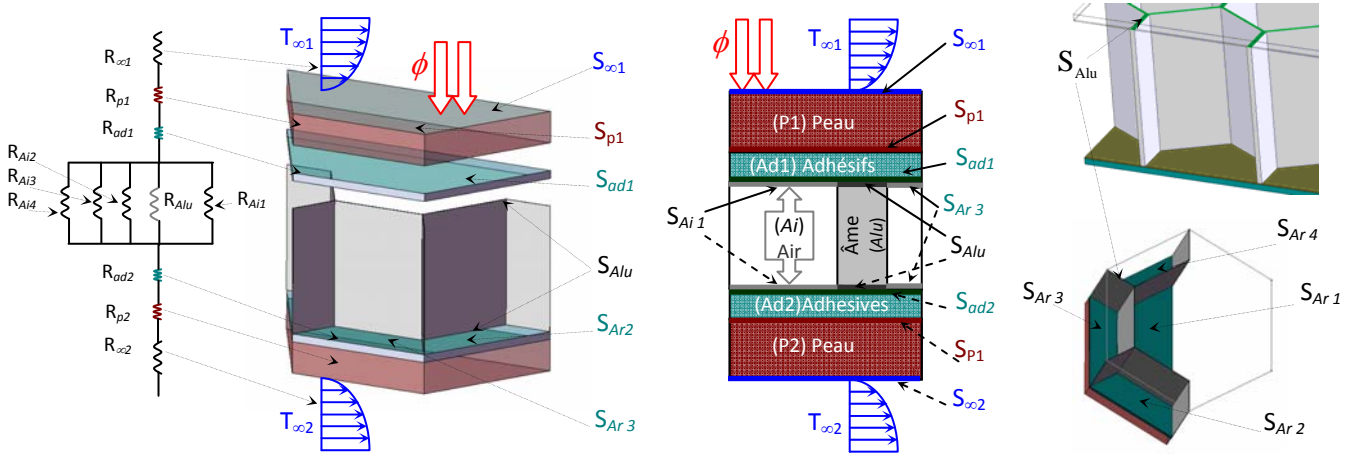 R∞1
Rp1
Rad1
RAi2
RAi3
RAi4
RAlu
RAi1
Rad2
Rp2
R∞2
T∞1
ϕ
S∞1
Sp1
Sad1
SAlu
SAr2
SAr 3
T∞2
ϕ
T∞1
S∞1
(P1) Peau
Sp1
(Ad1) Adhésifs
Sad1
SAi 1
(Ai)
Air
Âme
(Alu)
SAr 3
SAlu
(Ad2)Adhesives
Sad2
(P2) Peau
SP1
S∞2
T∞2
SAlu
SAr 4
SAr 3
SAr 1
SAr 2